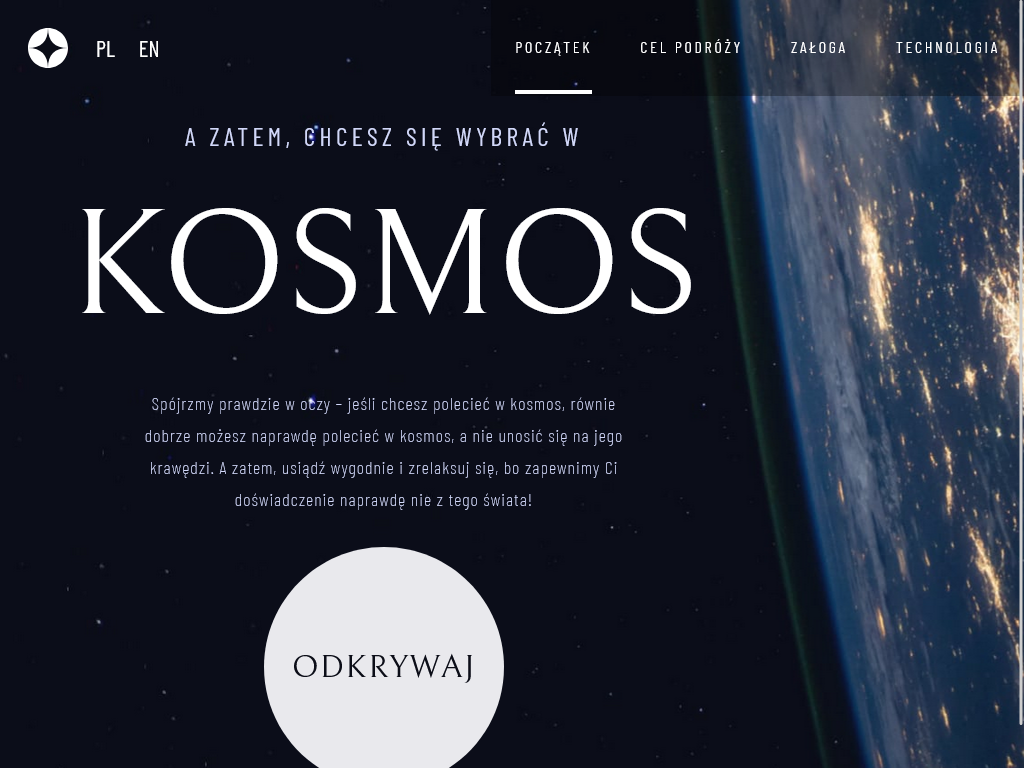 PL EN
POCZĄTEK CEL PODRÓŻY ZAŁOGA TECHNOLOGIA
A ZATEM, CHCESZ SIĘ WYBRAĆ W
KOSMOS
Spójrzmy prawdzie w oczy – jeśli chcesz polecieć w kosmos, równie
dobrze możesz naprawdę polecieć w kosmos, a nie unosić się na jego
krawędzi. A zatem, usiądź wygodnie i zrelaksuj się, bo zapewnimy Ci
doświadczenie naprawdę nie z tego świata!
ODKRYWAJ